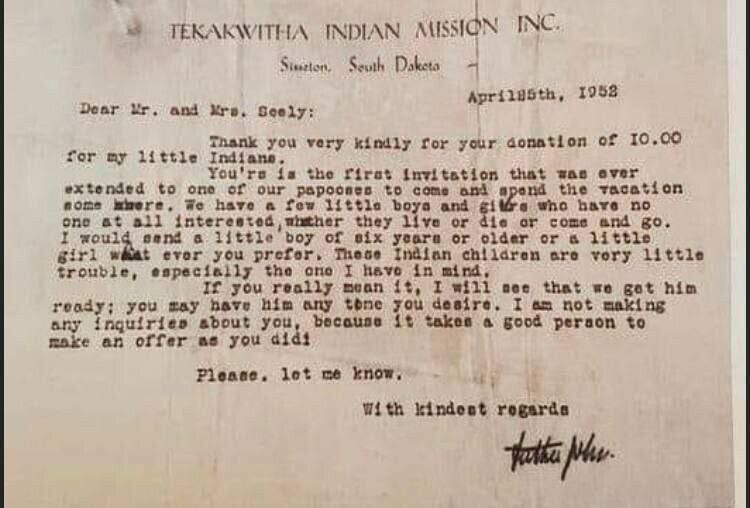 TEKAKWITHA INDIAN MISSION INC.
Sisseton, South Dakota
April25th, 1952
Dear Mr. and Mrs. Seely:
Thank you very kindly for your donation of IO.OO
for my little Indians.
You're is the first invitation that was ever
extended to one of our papooses to come and spend the vacation
some where. We have a few little boys and girls who have no
one at all interested,whether they live or die or come and go.
I would send a little boy of six years or older or a little
girl what ever you prefer. These Indian children are very little
trouble, especially the one I have in mind.
If you really mean it, I will see that we get him
ready; you may have him any time you desire. I am not making
any inquiries about you, because it takes a good person to
make an offer as you did!
Please. let me know.
With kindest regards
Father John.